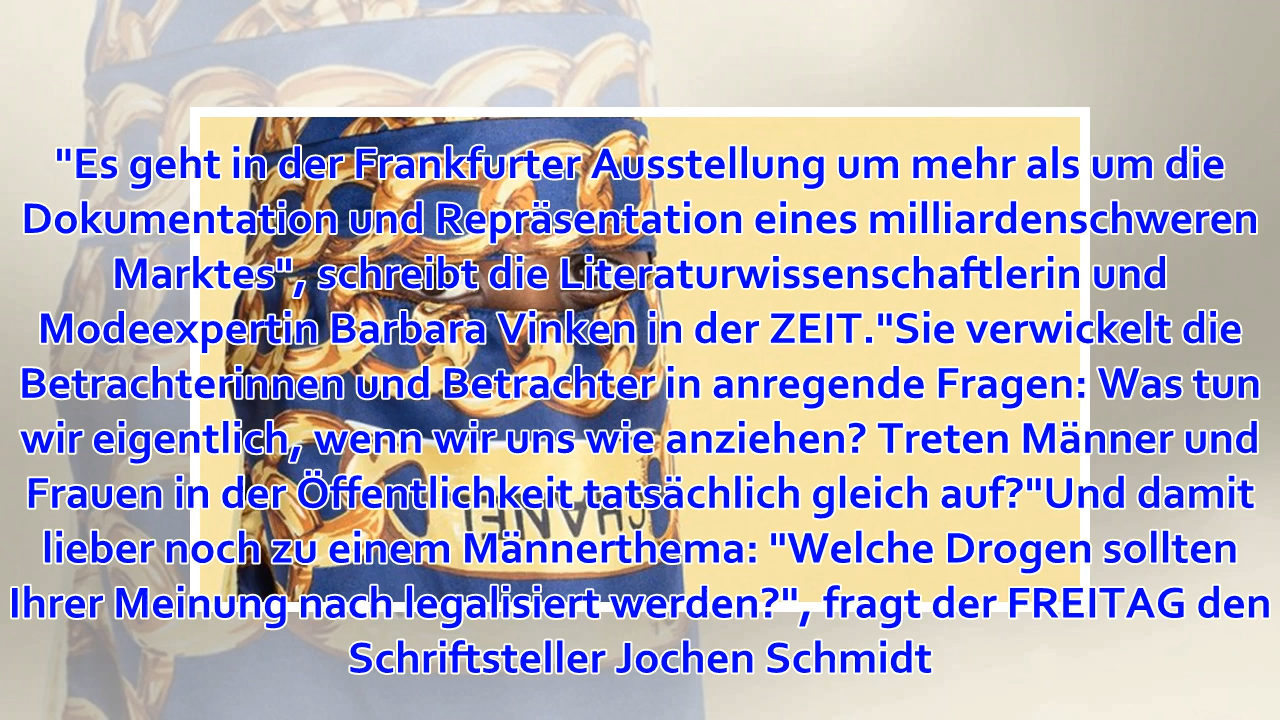 "Es geht in der Frankfurter Ausstellung um mehr als um die
Dokumentation und Repräsentation eines milliardenschweren
Marktes", schreibt die Literaturwissenschaftlerin und
Modeexpertin Barbara Vinken in der ZEIT."Sie verwickelt die
Betrachterinnen und Betrachter in anregende Fragen: Was tun
wir eigentlich, wenn wir uns wie anziehen? Treten Männer und
Frauen in der Öffentlichkeit tatsächlich gleich auf?"Und damit
lieber noch zu einem Männerthema: "Welche Drogen sollten
Ihrer Meinung nach legalisiert werden?", fragt der FREITAG den
Schriftsteller Jochen Schmidt
CHANEL